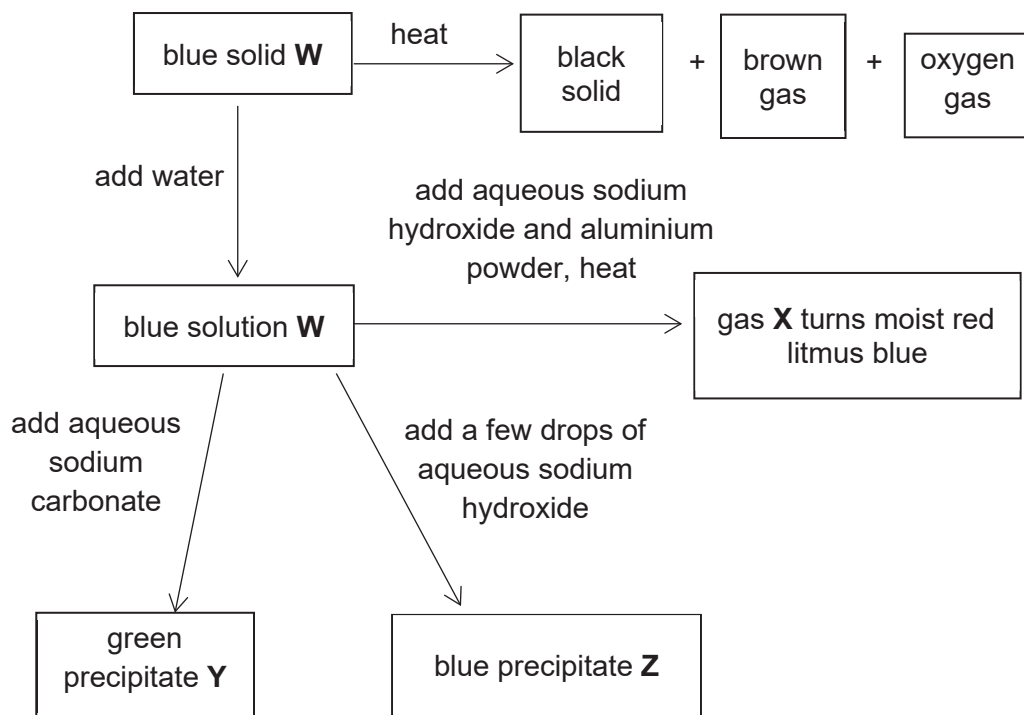 blue solid W
heat
black
solid
+
brown
gas
+
oxygen
gas
add water
add aqueous sodium
hydroxide and aluminium
powder, heat
blue solution W
gas X turns moist red
litmus blue
add aqueous
sodium
carbonate
add a few drops of
aqueous sodium
hydroxide
green
precipitate Y
blue precipitate Z